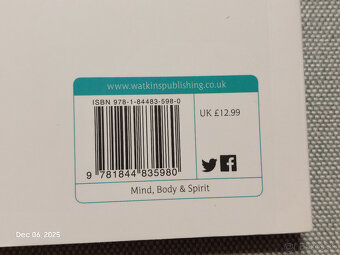 www.watkinspublishing.co.uk
ISBN 978-1-84483-598-0
UK £12.99
9 781844 835980
Mind, Body & Spirit
Dec 06, 2025